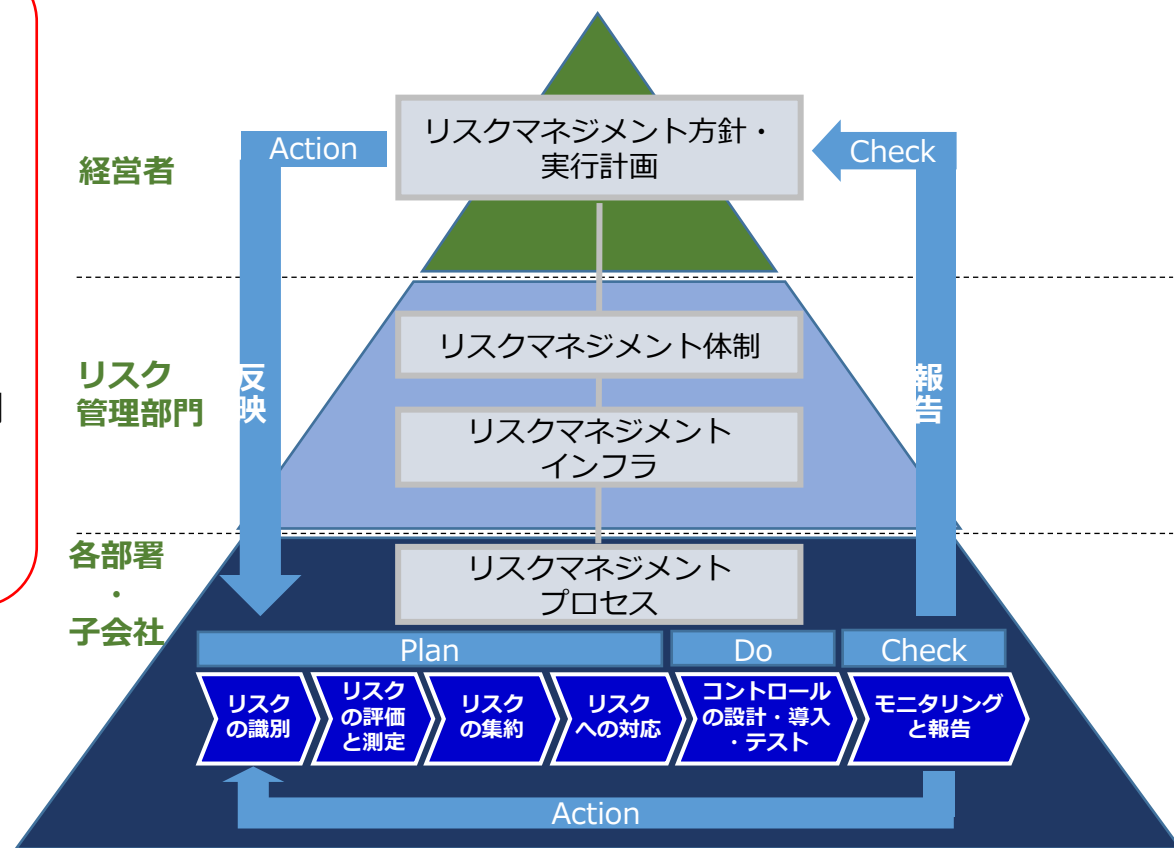 リスクマネジメント方針・
実行計画
Action
Check
経営者
リスクマネジメント体制
リスク
管理部門
反
映
報
告
リスクマネジメント
インフラ
各部署
・
子会社
リスクマネジメント
プロセス
Plan
Do
Check
リスク
の識別
リスク
の評価
と測定
リスク
の集約
リスク
への対応
コントロール
の設計・導入
・テスト
モニタリング
と報告
Action